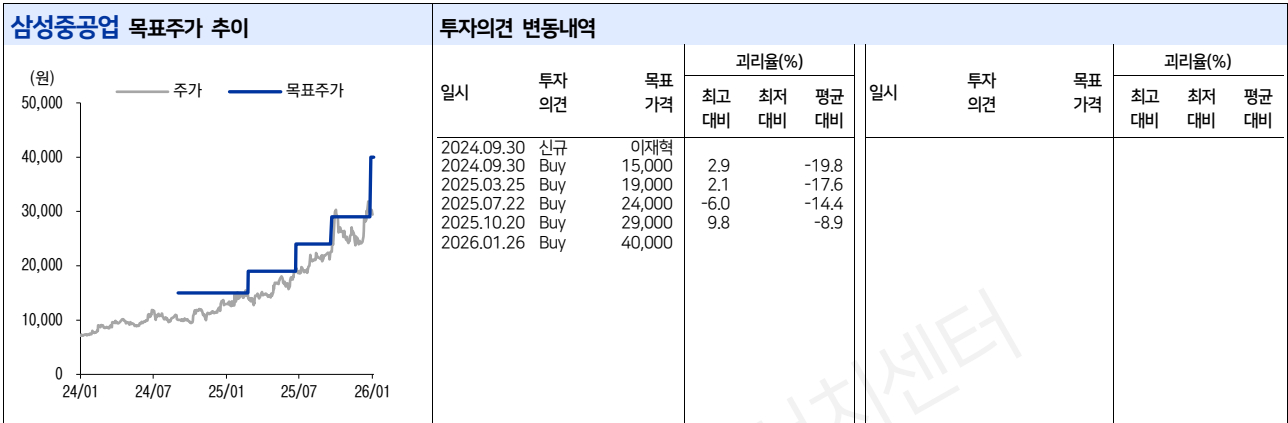 삼성중공업 목표주가 추이
(원)
주가 목표주가
50,000
40,000
30,000
20,000
10,000
0
24/01 24/07 25/01 25/07 26/01
투자의견 변동내역
일시 투자의견 목표가격 괴리율(%)
최고대비 최저대비 평균대비
2024.09.30 신규 이재혁
2024.09.30 Buy 15,000 2.9 -19.8
2025.03.25 Buy 19,000 2.1 -17.6
2025.07.22 Buy 24,000 -6.0 -14.4
2025.10.20 Buy 29,000 9.8 -8.9
2026.01.26 Buy 40,000
일시 투자의견 목표가격 괴리율(%)
최고대비 최저대비 평균대비
치센터